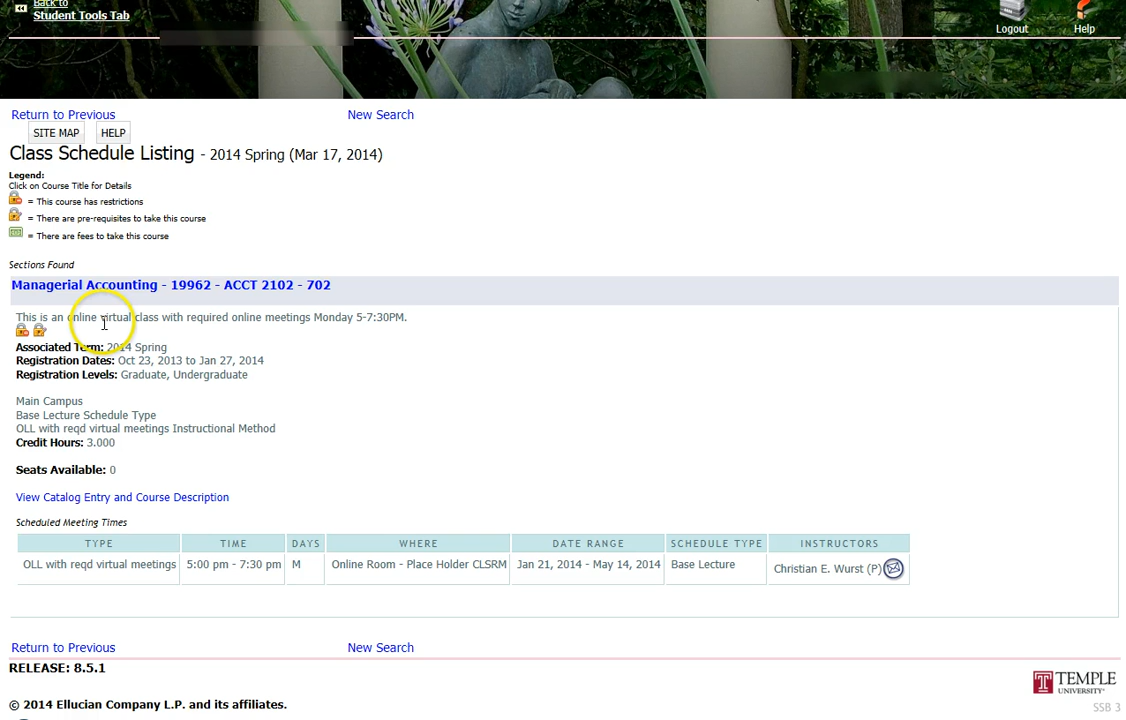 Back to
Student Tools Tab
Logout
Help
Return to Previous
New Search
SITE MAP
HELP
Class Schedule Listing - 2014 Spring (Mar 17, 2014)
Legend:
Click on Course Title for Details
= This course has restrictions
= There are pre-requisites to take this course
= There are fees to take this course
Sections Found
Managerial Accounting - 19962 - ACCT 2102 - 702
This is an online virtual class with required online meetings Monday 5-7:30PM.
Associated Term: 2014 Spring
Registration Dates: Oct 23, 2013 to Jan 27, 2014
Registration Levels: Graduate, Undergraduate
Main Campus
Base Lecture Schedule Type
OLL with reqd virtual meetings Instructional Method
Credit Hours: 3.000
Seats Available: 0
View Catalog Entry and Course Description
Scheduled Meeting Times
TYPE TIME DAYS WHERE DATE RANGE SCHEDULE TYPE INSTRUCTORS
OLL with reqd virtual meetings 5:00 pm - 7:30 pm M Online Room - Place Holder CLSRM Jan 21, 2014 - May 14, 2014 Base Lecture Christian E. Wurst (P)
Return to Previous
New Search
RELEASE: 8.5.1
TEMPLE
UNIVERSITY
© 2014 Ellucian Company L.P. and its affiliates.
SSB 3